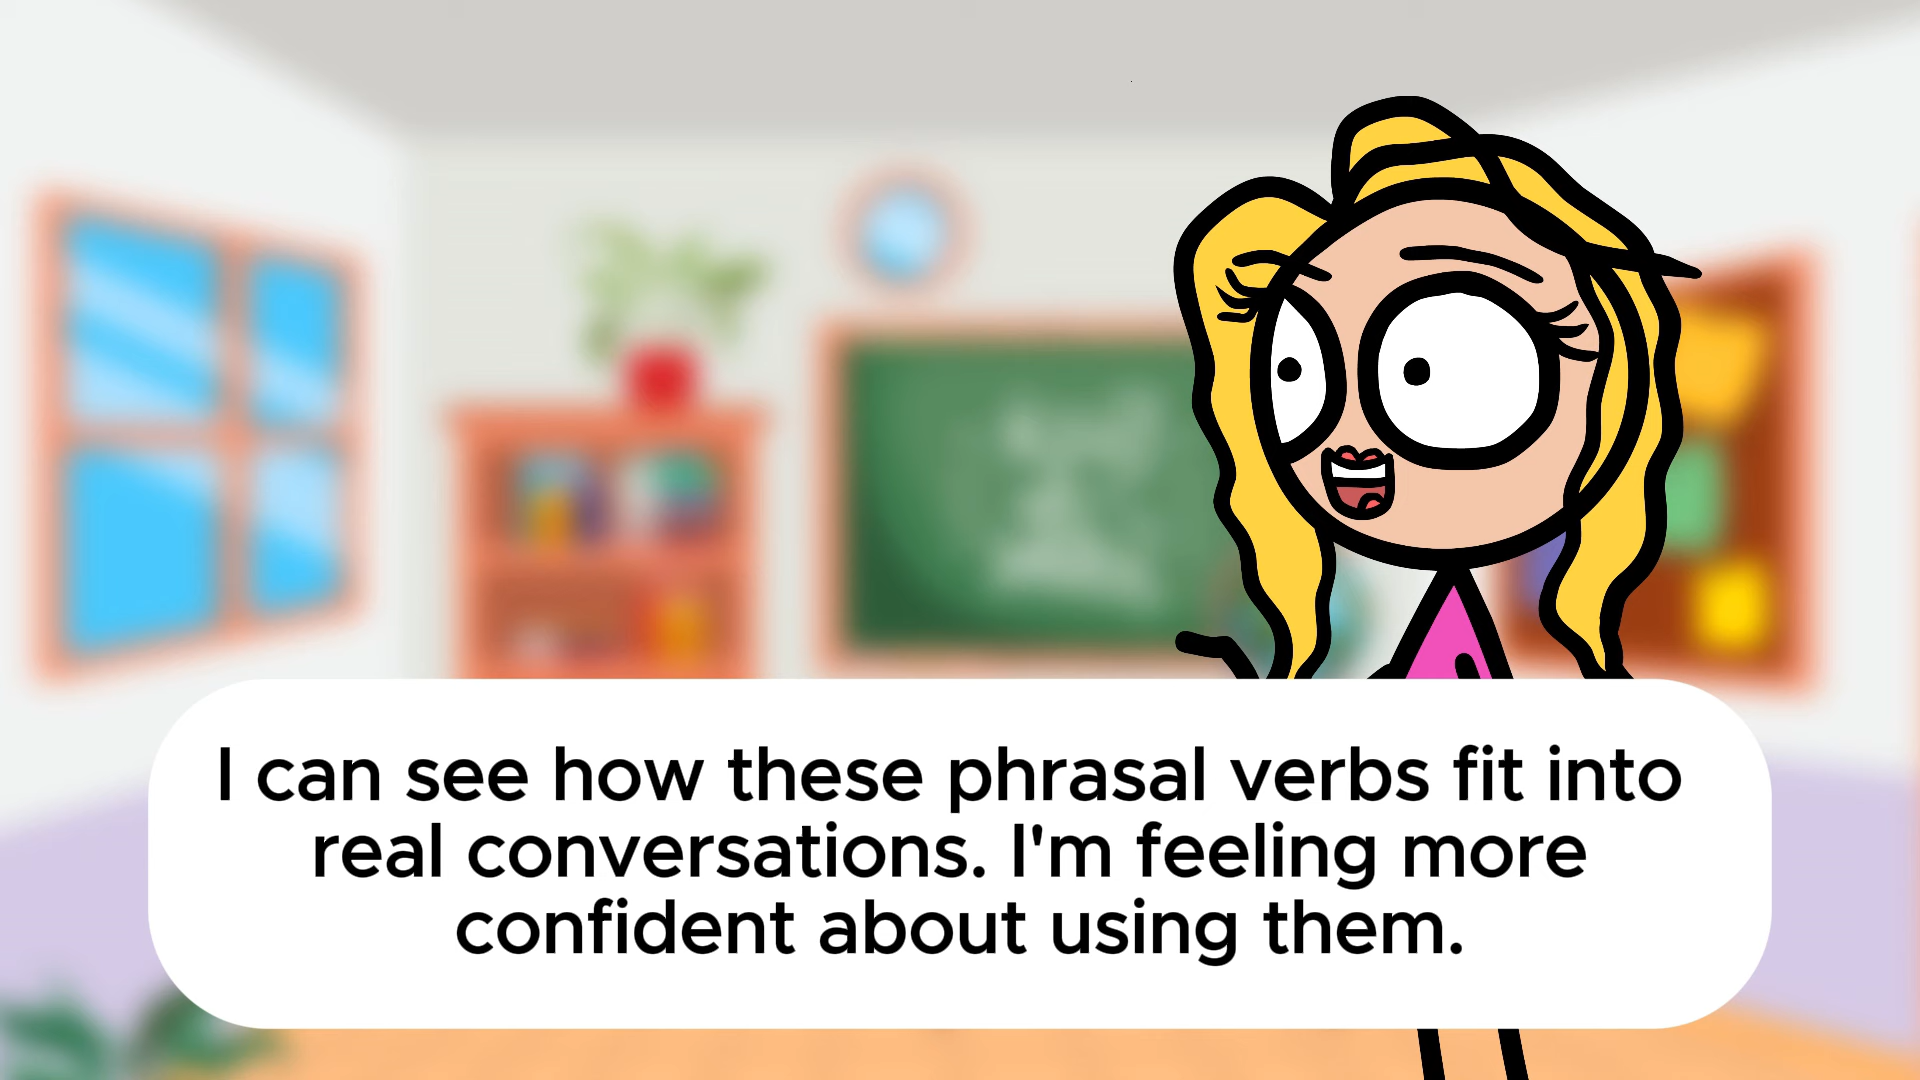 I can see how these phrasal verbs fit into
real conversations. I'm feeling more
confident about using them.